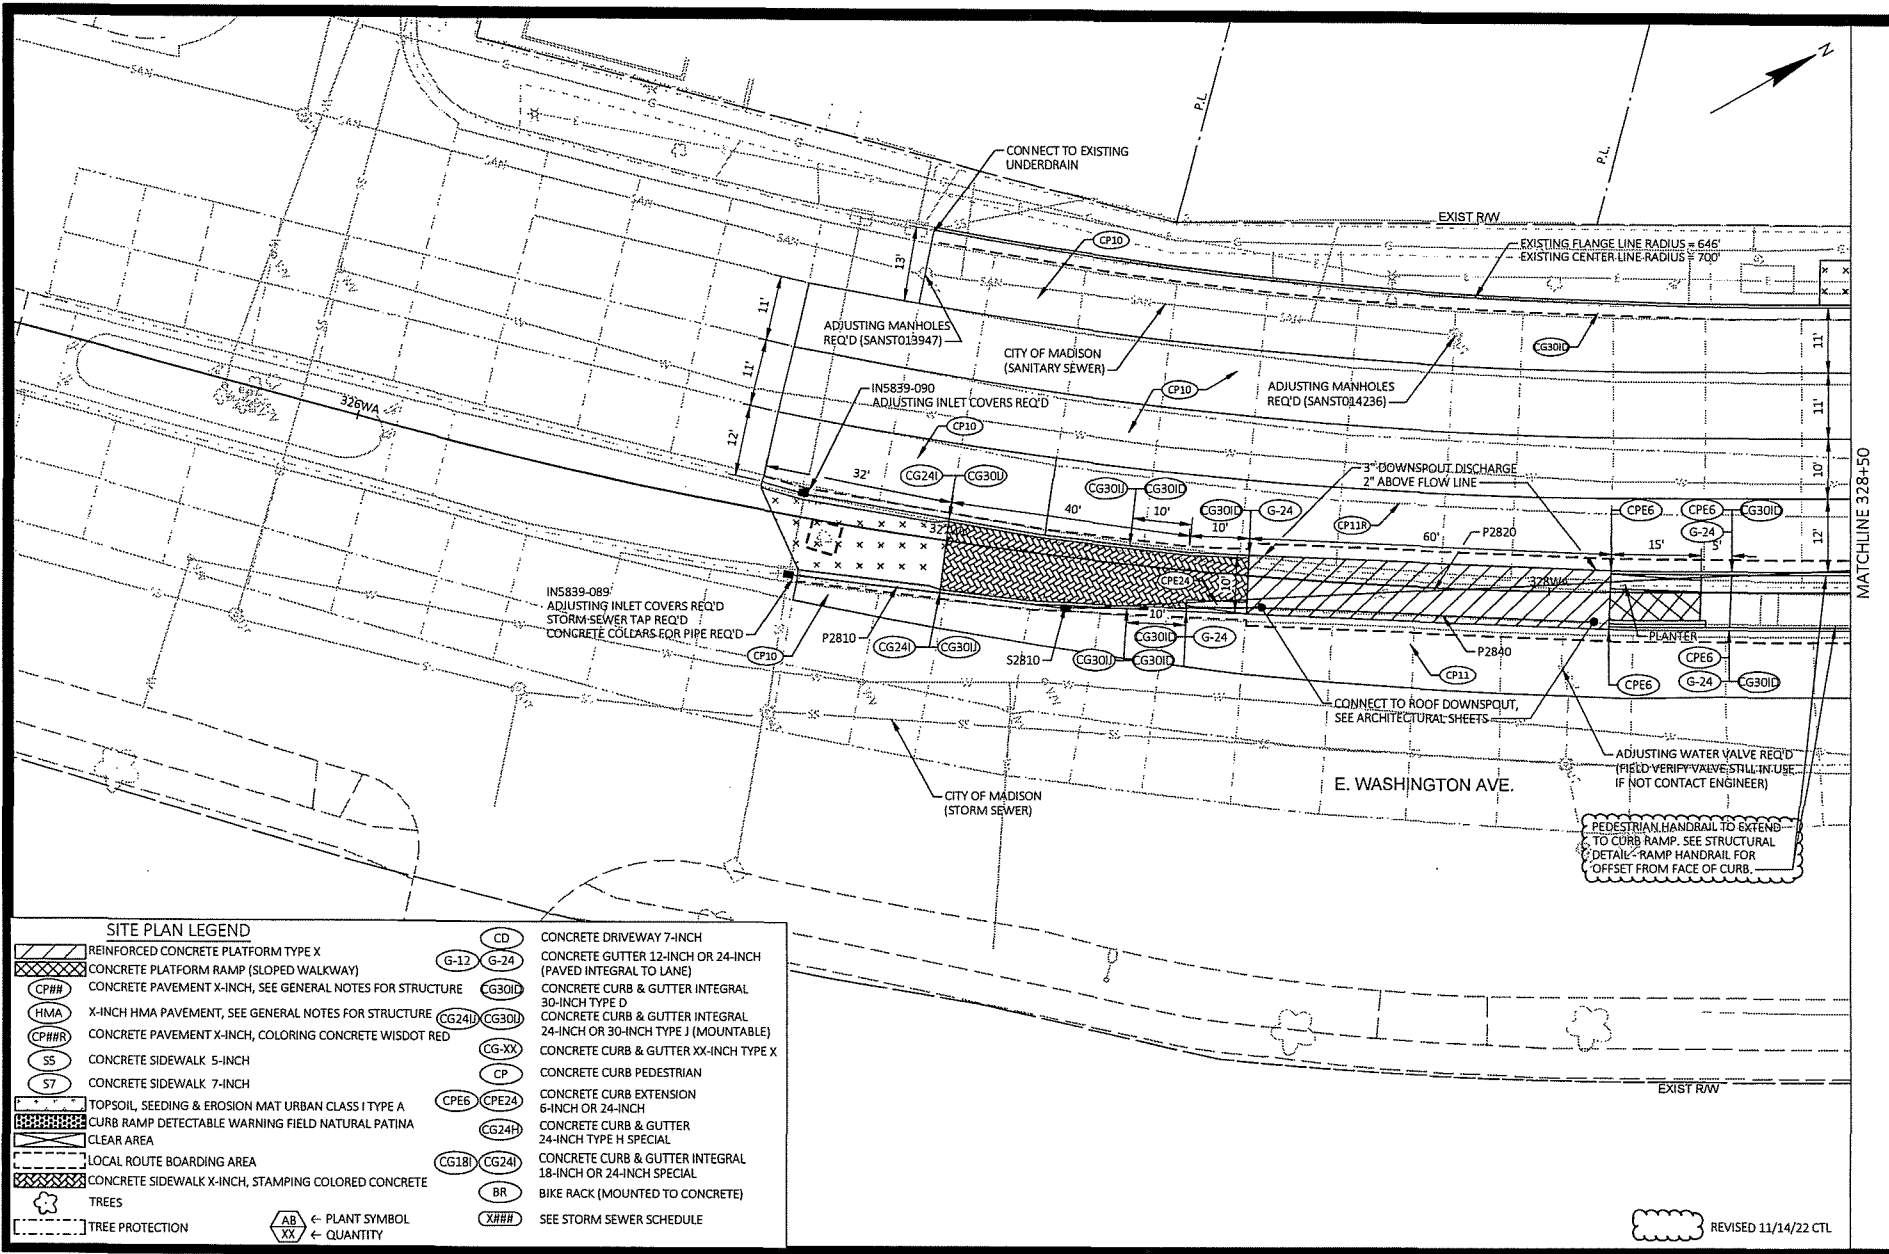 N
P.L.
P.L.
CONNECT TO EXISTING
UNDERDRAIN
EXIST R/W
EXISTING FLANGE LINE RADIUS = 646'
EXISTING CENTER LINE RADIUS = 700'
CP10
13'
11'
11'
12'
ADJUSTING MANHOLES
REQ'D (SANST013947)
CITY OF MADISON
(SANITARY SEWER)
CG30ID
11'
11'
10'
12'
CP10
ADJUSTING MANHOLES
REQ'D (SANST014236)
IN5839-090
ADJUSTING INLET COVERS REQ'D
326WA
CP10
MATCHLINE 328+50
32'
CG24I CG30IJ
40'
CG30IJ CG30ID
10'
CG30ID G-24
10'
3" DOWNSPOUT DISCHARGE
2" ABOVE FLOW LINE
CP11R
60'
P2820
CPE6
CPE6 CG30ID
G-24
15'
5'
CPE24
10'
10'
328WA
IN5839-089
ADJUSTING INLET COVERS REQ'D
STORM SEWER TAP REQ'D
CONCRETE COLLARS FOR PIPE REQ'D
CP10
P2810
CG24I CG30IJ
S2810
CG30ID G-24
CG30IJ CG30ID
CP11
P2840
PLANTER
CPE6
CPE6
G-24 CG30ID
CONNECT TO ROOF DOWNSPOUT,
SEE ARCHITECTURAL SHEETS
ADJUSTING WATER VALVE REQ'D
(FIELD VERIFY VALVE STILL IN USE
IF NOT CONTACT ENGINEER)
CITY OF MADISON
(STORM SEWER)
E. WASHINGTON AVE.
PEDESTRIAN HANDRAIL TO EXTEND
TO CURB RAMP. SEE STRUCTURAL
DETAIL - RAMP HANDRAIL FOR
OFFSET FROM FACE OF CURB.
EXIST R/W
SITE PLAN LEGEND
REINFORCED CONCRETE PLATFORM TYPE X
CONCRETE PLATFORM RAMP (SLOPED WALKWAY)
CP## CONCRETE PAVEMENT X-INCH, SEE GENERAL NOTES FOR STRUCTURE
HMA X-INCH HMA PAVEMENT, SEE GENERAL NOTES FOR STRUCTURE
CP##R CONCRETE PAVEMENT X-INCH, COLORING CONCRETE WISDOT RED
S5 CONCRETE SIDEWALK 5-INCH
S7 CONCRETE SIDEWALK 7-INCH
TOPSOIL, SEEDING & EROSION MAT URBAN CLASS I TYPE A
CURB RAMP DETECTABLE WARNING FIELD NATURAL PATINA
CLEAR AREA
LOCAL ROUTE BOARDING AREA
CONCRETE SIDEWALK X-INCH, STAMPING COLORED CONCRETE
TREES
TREE PROTECTION
AB ← PLANT SYMBOL
XX ← QUANTITY
CD CONCRETE DRIVEWAY 7-INCH
G-12 G-24 CONCRETE GUTTER 12-INCH OR 24-INCH
(PAVED INTEGRAL TO LANE)
CG30ID CONCRETE CURB & GUTTER INTEGRAL
30-INCH TYPE D
CG24IJ CG30IJ CONCRETE CURB & GUTTER INTEGRAL
24-INCH OR 30-INCH TYPE J (MOUNTABLE)
CG-XX CONCRETE CURB & GUTTER XX-INCH TYPE X
CP CONCRETE CURB PEDESTRIAN
CPE6 CPE24 CONCRETE CURB EXTENSION
6-INCH OR 24-INCH
CG24H CONCRETE CURB & GUTTER
24-INCH TYPE H SPECIAL
CG18I CG24I CONCRETE CURB & GUTTER INTEGRAL
18-INCH OR 24-INCH SPECIAL
BR BIKE RACK (MOUNTED TO CONCRETE)
X### SEE STORM SEWER SCHEDULE
REVISED 11/14/22 CTL